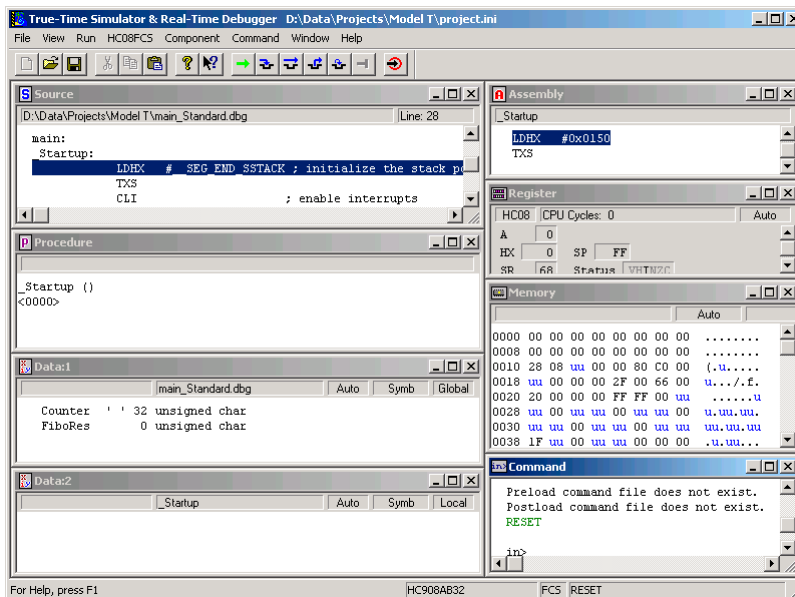 True-Time Simulator & Real-Time Debugger D:\Data\Projects\Model T\project.ini
File View Run HC08FCS Component Command Window Help
Source
D:\Data\Projects\Model T\main_Standard.dbg Line: 28
main:
_Startup:
LDHX #__SEG_END_SSTACK ; initialize the stack
TXS
CLI ; enable interrupts
Procedure
_Startup ()
<0000>
Data:1
main_Standard.dbg Auto Symb Global
Counter ' ' 32 unsigned char
FiboRes 0 unsigned char
Data:2
_Startup Auto Symb Local
Assembly
_Startup
LDHX #0x0150
TXS
Register
HC08 CPU Cycles: 0 Auto
A 0
HX 0 SP FF
SR 68 Status VHINZC
Memory
Auto
0000 00 00 00 00 00 00 00 00 ........
0008 00 00 00 00 00 00 00 00 ........
0010 28 08 uu 00 00 80 C0 00 (.u.....
0018 uu 00 00 00 2F 00 66 00 u.../.f.
0020 20 00 00 00 FF FF 00 uu ......u
0028 uu 00 uu uu 00 uu uu 00 u.uu.uu.
0030 uu uu 00 uu uu 00 uu uu uu.uu.uu
0038 1F uu 00 uu uu 00 00 00 .u.uu...
Command
Preload command file does not exist.
Postload command file does not exist.
RESET
in>
For Help, press F1 HC908AB32 FCS RESET